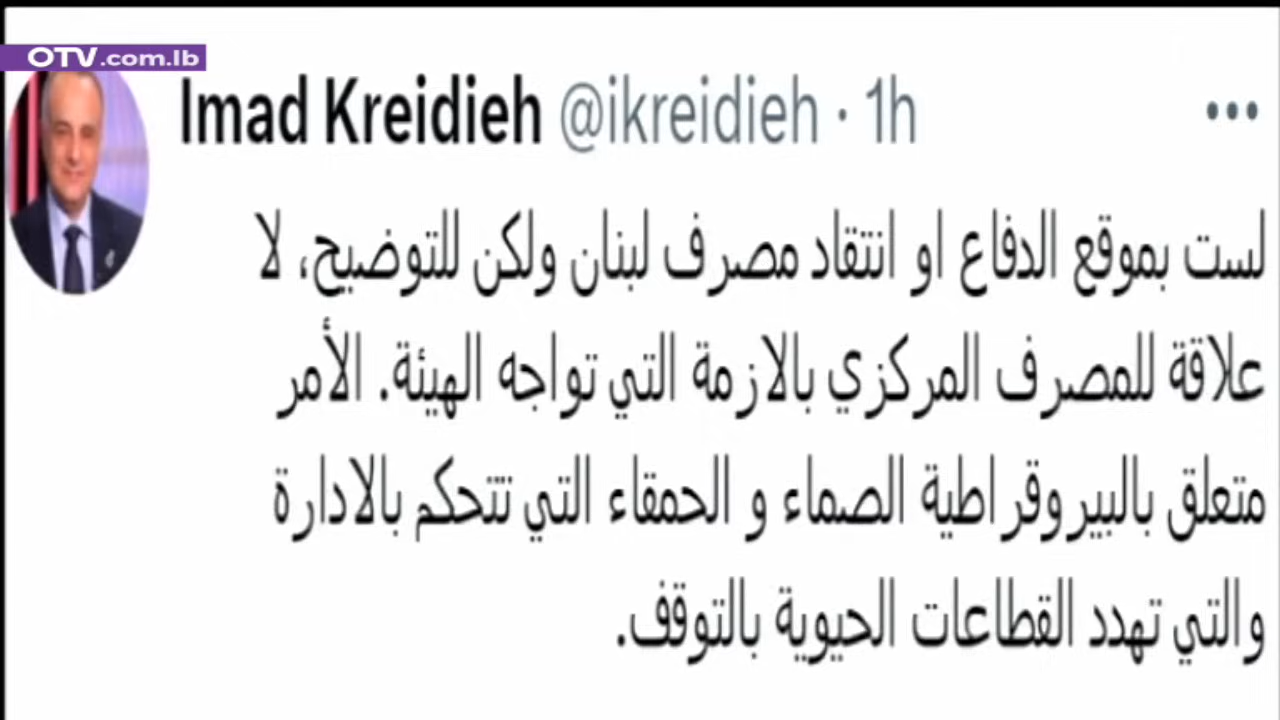 OTV.com.lb
Imad Kreidieh @ikreidieh · 1h
لست بموقع الدفاع او انتقاد مصرف لبنان ولكن للتوضيح، لا
علاقة للمصرف المركزي بالازمة التي تواجه الهيئة. الأمر
متعلق بالبيروقراطية الصماء و الحمقاء التي تتحكم بالادارة
والتي تهدد القطاعات الحيوية بالتوقف.